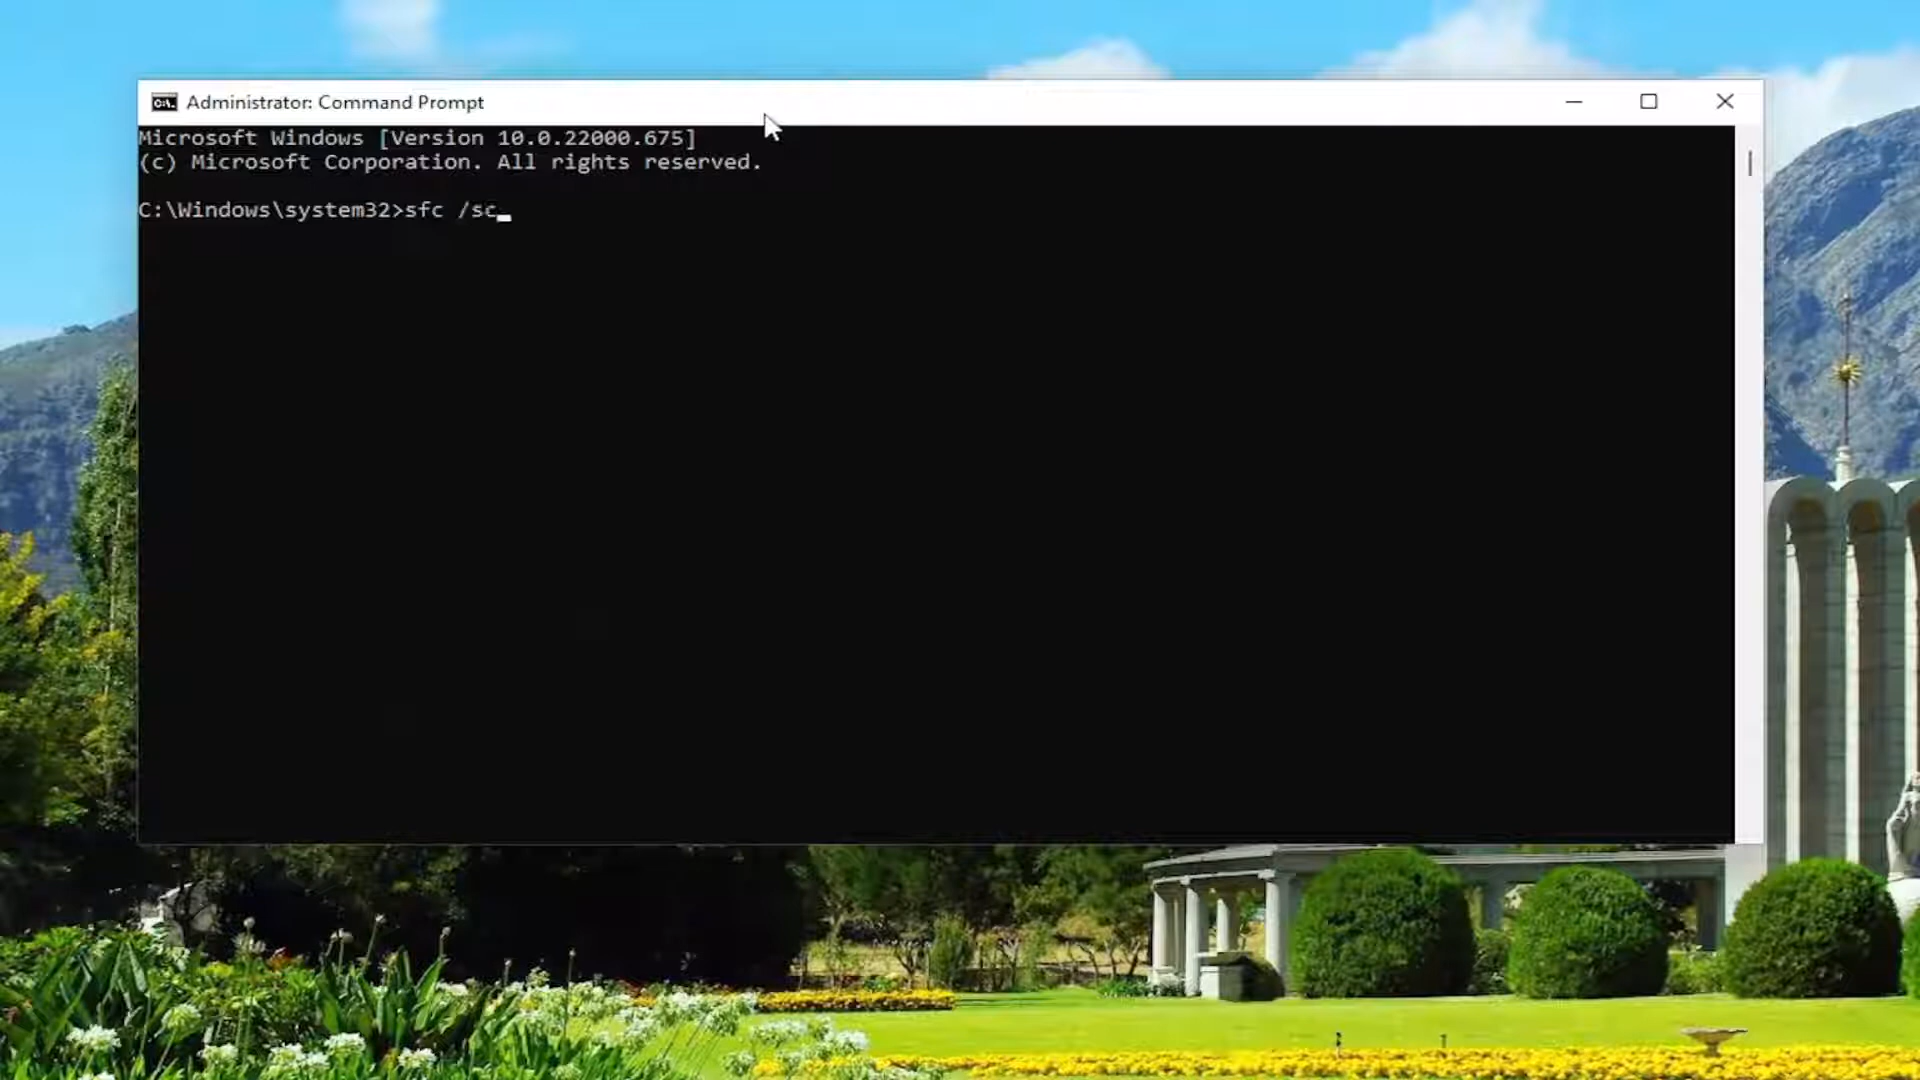 Administrator: Command Prompt
Microsoft Windows [Version 10.0.22000.675]
(c) Microsoft Corporation. All rights reserved.
C:\Windows\system32>sfc /sc